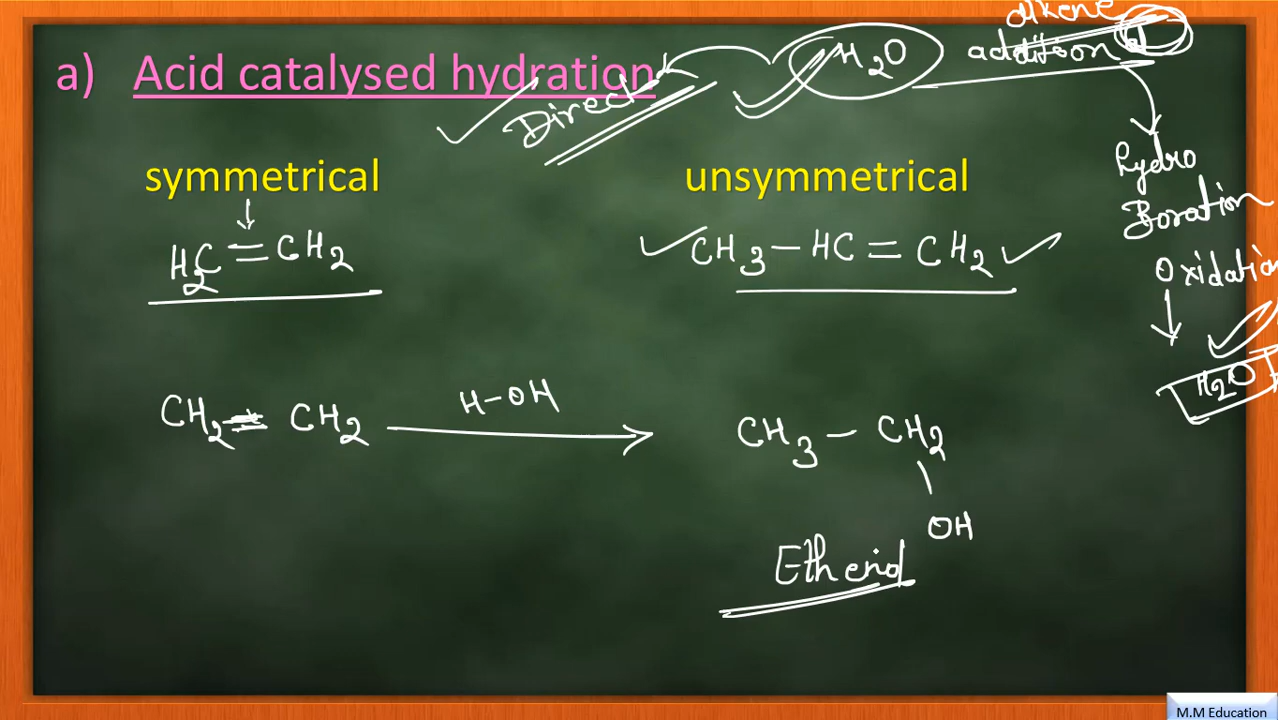 alkene
addition
a) Acid catalysed hydration
H2O
Direct
hydro
Boration
Oxidation
H2O
symmetrical
unsymmetrical
H2C = CH2
CH3 – HC = CH2
CH2 = CH2
H–OH
CH3 – CH2
OH
Ethenol
M.M Education